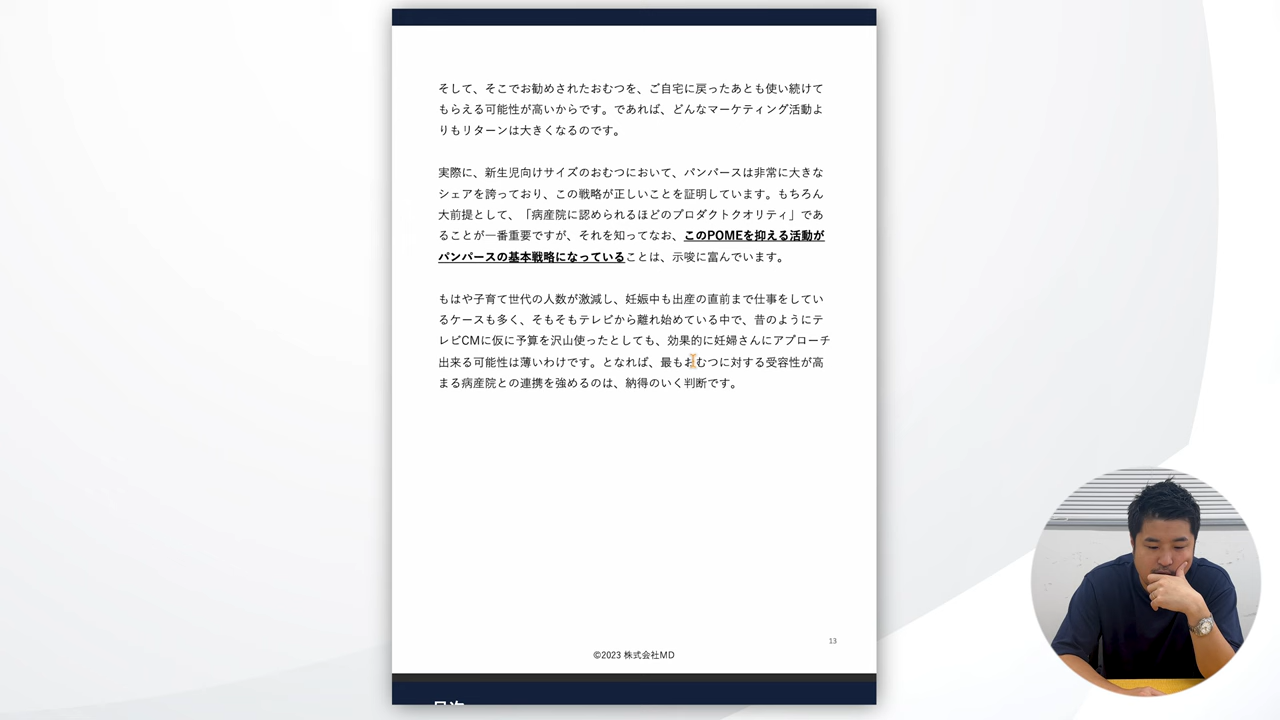 そして、そこでお勧めされたおむつを、ご自宅に戻ったあとも使い続けて
もらえる可能性が高いからです。であれば、どんなマーケティング活動よ
りもリターンは大きくなるのです。
実際に、新生児向けサイズのおむつにおいて、パンパースは非常に大きな
シェアを誇っており、この戦略が正しいことを証明しています。もちろん
大前提として、「病産院に認められるほどのプロダクトクオリティ」であ
ることが一番重要ですが、それを知ってなお、このPOMEを抑える活動が
パンパースの基本戦略になっていることは、示唆に富んでいます。
もはや子育て世代の人数が激減し、妊娠中も出産の直前まで仕事をしてい
るケースも多く、そもそもテレビから離れ始めている中で、昔のようにテ
レビCMに仮に予算を沢山使ったとしても、効果的に妊婦さんにアプローチ
出来る可能性は薄いわけです。となれば、最もおむつに対する受容性が高
まる病産院との連携を強めるのは、納得のいく判断です。
13
©2023 株式会社MD